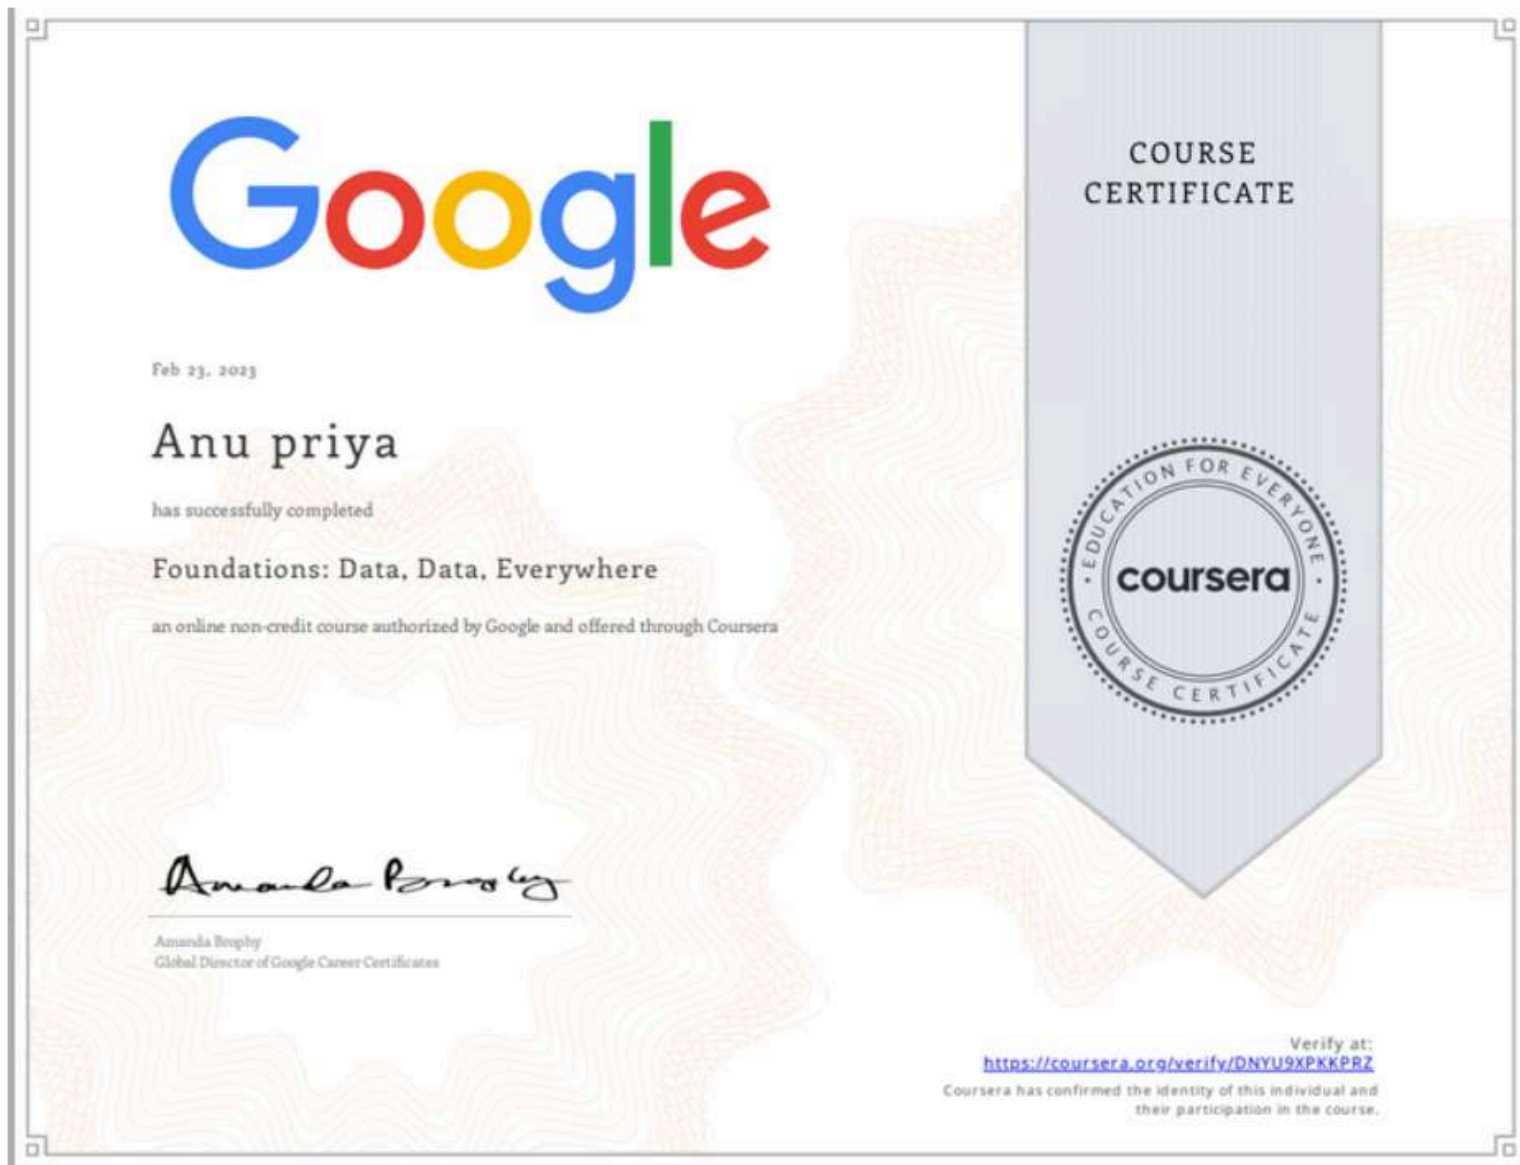 Google
COURSE
CERTIFICATE
Feb 23, 2023
Anu priya
has successfully completed
Foundations: Data, Data, Everywhere
an online non-credit course authorized by Google and offered through Coursera
EDUCATION FOR EVERYONE
coursera
COURSE CERTIFICATE
Amanda Brophy
Amanda Brophy
Global Director of Google Career Certificates
Verify at:
https://coursera.org/verify/DNYU9XPKKPRZ
Coursera has confirmed the identity of this individual and
their participation in the course.